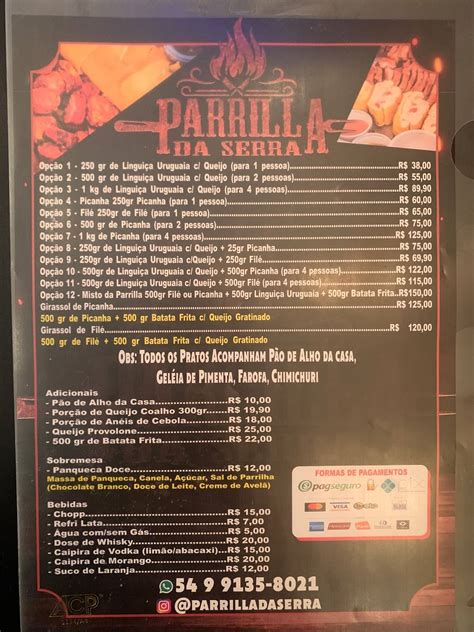 PARRILLA
DA SERRA
Opção 1 - 250 gr de Linguiça Uruguaia c/ Queijo (para 1 pessoa)....R$ 38,00
Opção 2 - 500 gr de Linguiça Uruguaia c/ Queijo (para 2 pessoas)....R$ 55,00
Opção 3 - 1 kg de Linguiça Uruguaia c/ Queijo (para 4 pessoas)....R$ 89,90
Opção 4 - Picanha 250gr Picanha (para 1 pessoa)....R$ 60,00
Opção 5 - Filé 250gr de Filé (para 1 pessoa)....R$ 65,00
Opção 6 - 500 gr de Picanha (para 2 pessoas)....R$ 75,00
Opção 7 - 1 kg de Picanha (para 4 pessoas)....R$ 125,00
Opção 8 - 250gr de Linguiça Uruguaia c/ Queijo + 25gr Picanha....R$ 75,00
Opção 9 - 250gr de Linguiça Uruguaia c/Queijo + 250gr Filé....R$ 69,90
Opção 10 - 500gr de Linguiça Uruguaia c/Queijo + 500gr Picanha (para 4 pessoas)....R$ 122,00
Opção 11 - 500gr de Linguiça Uruguaia c/Queijo + 500gr Filé (para 4 pessoas)....R$ 115,00
Opção 12 - Misto da Parrilla 500gr Filé ou Picanha + 500gr Linguiça Uruguaia + 500gr Batata Frita..R$150,00
Girassol de Picanha....R$ 125,00
500 gr de Picanha + 500 gr Batata Frita c/ Queijo Gratinado
Girassol de Filé....R$ 120,00
500 gr de Filé + 500 gr Batata Frita c/ Queijo Gratinado
Obs: Todos os Pratos Acompanham Pão de Alho da casa,
Geléia de Pimenta, Farofa, Chimichuri
Adicionais
- Pão de Alho da Casa....R$ 10,00
- Porção de Queijo Coalho 300gr....R$ 19,90
- Porção de Anéis de Cebola....R$ 18,00
- Queijo Provolone....R$ 25,00
- 500 gr de Batata Frita....R$ 22,00
Sobremesa
- Panqueca Doce....R$ 12,00
Massa de Panqueca, Canela, Açúcar, Sal de Parrilha
(Chocolate Branco, Doce de Leite, Creme de Avelã)
FORMAS DE PAGAMENTOS
pagseguro
VISA
Bebidas
- Chopp....R$ 15,00
- Refri Lata....R$ 7,00
- Água com/sem Gás....R$ 5,00
- Dose de Whisky....R$ 20,00
- Caipira de Vodka (limão/abacaxi)....R$ 15,00
- Caipira de Morango....R$ 20,00
- Suco de Laranja....R$ 12,00
54 9 9135-8021
@PARRILLADASERRA